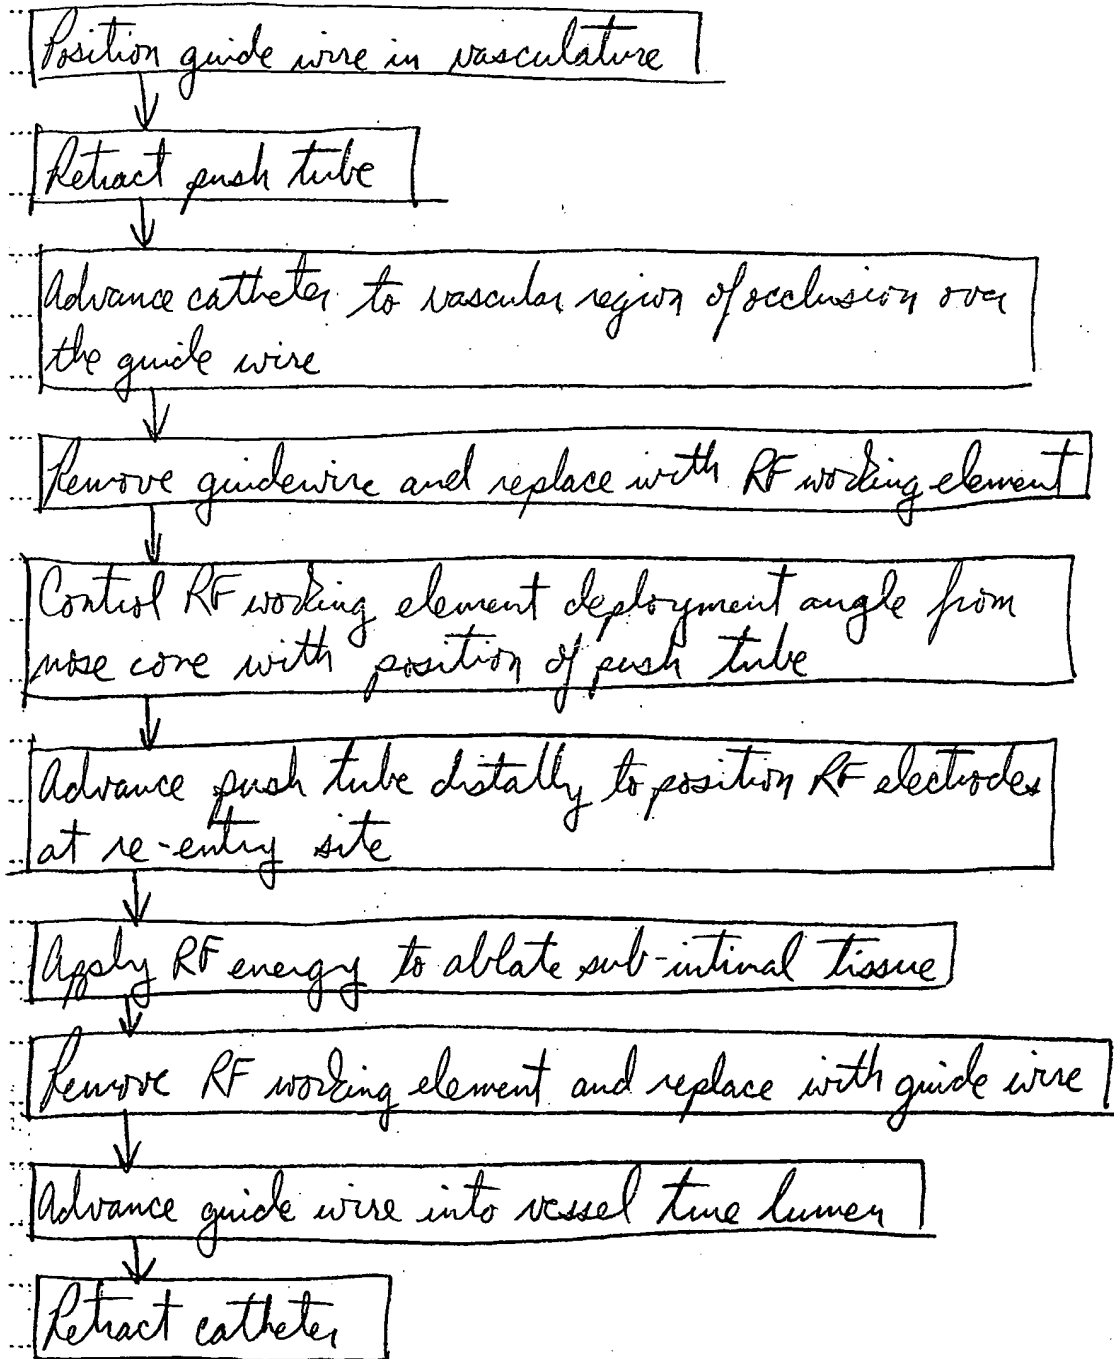 Position guide wire in vasculature
Retract push tube
Advance catheter to vascular region of occlusion over
the guide wire
Remove guidewire and replace with RF working element
Control RF working element deployment angle from
nose cone with position of push tube
Advance push tube distally to position RF electrodes
at re-entry site
Apply RF energy to ablate sub-intimal tissue
Remove RF working element and replace with guide wire
Advance guide wire into vessel true lumen
Retract catheter